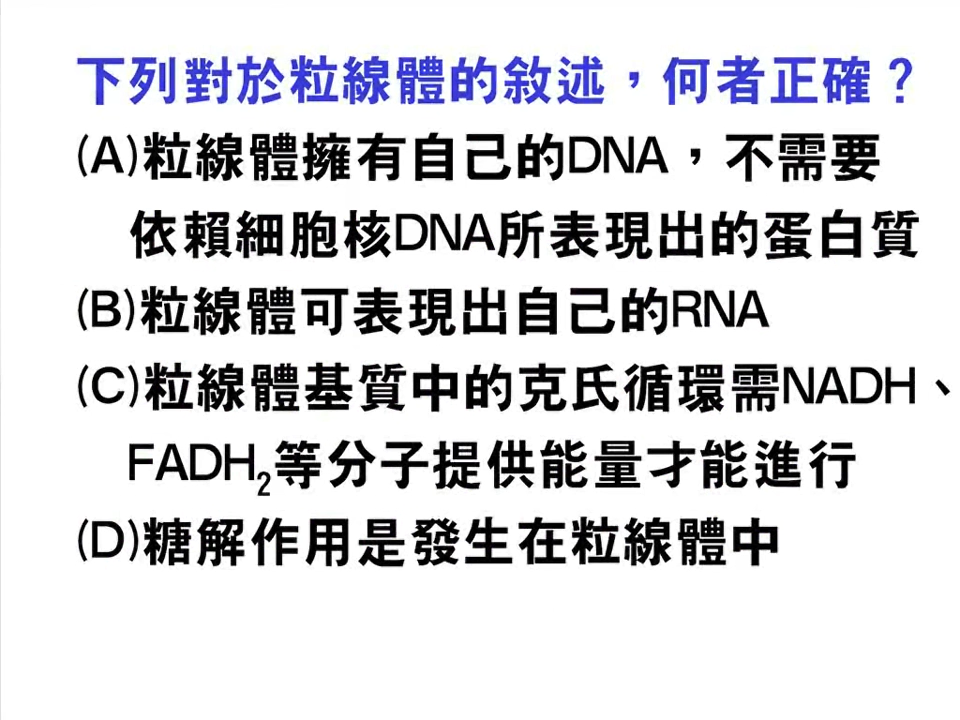 下列對於粒線體的敘述，何者正確？
(A)粒線體擁有自己的DNA，不需要
依賴細胞核DNA所表現出的蛋白質
(B)粒線體可表現出自己的RNA
(C)粒線體基質中的克氏循環需NADH、
FADH₂等分子提供能量才能進行
(D)糖解作用是發生在粒線體中